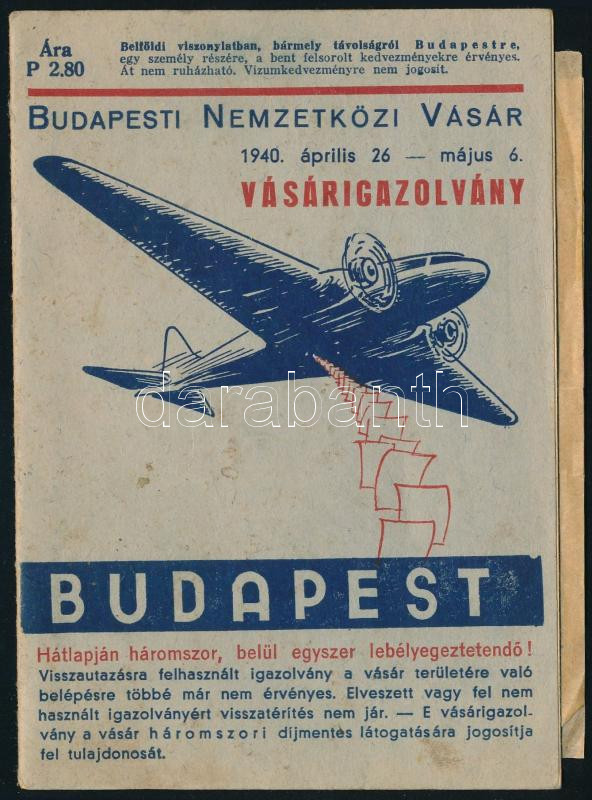 Ára
P 2.80
Belföldi viszonylatban, bármely távolságról Budapestre,
egy személy részére, a bent felsorolt kedvezményekre érvényes.
Át nem ruházható. Vizumkedvezményre nem jogosit.
BUDAPESTI NEMZETKÖZI VÁSÁR
1940. április 26 — május 6.
VÁSÁRIGAZOLVÁNY
darabanth
BUDAPEST
Hátlapján háromszor, belül egyszer lebélyegeztetendő!
Visszautazásra felhasznált igazolvány a vásár területére való
belépésre többé már nem érvényes. Elveszett vagy fel nem
használt igazolványért visszatérítés nem jár. — E vásárigazol-
vány a vásár háromszori díjmentes látogatására jogosítja
fel tulajdonosát.